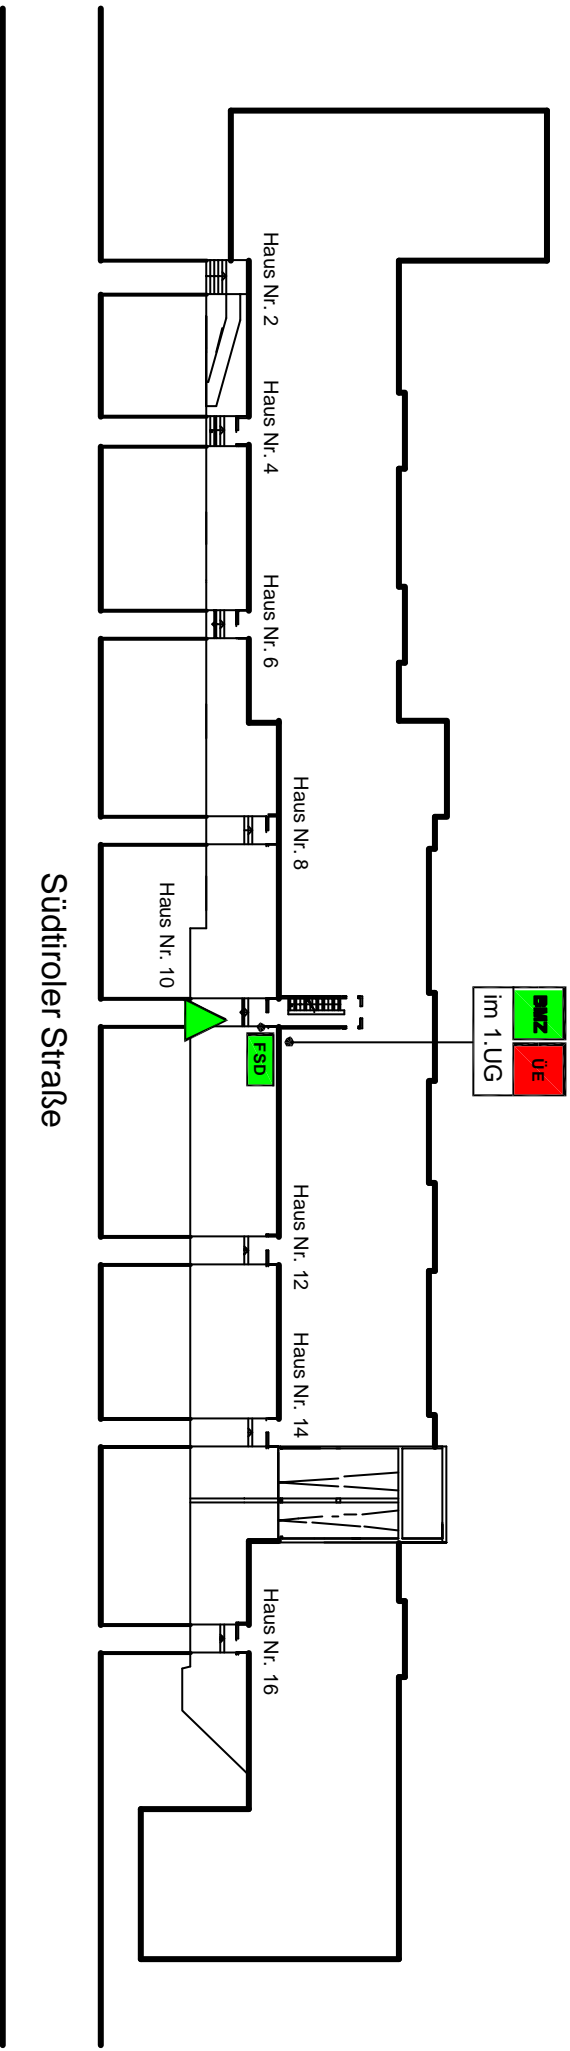 Haus Nr. 2
Haus Nr. 4
Haus Nr. 6
Haus Nr. 8
Haus Nr. 10
Haus Nr. 12
Haus Nr. 14
Haus Nr. 16
BMZ
ÜE
im 1.UG
FSD
Südtiroler Straße